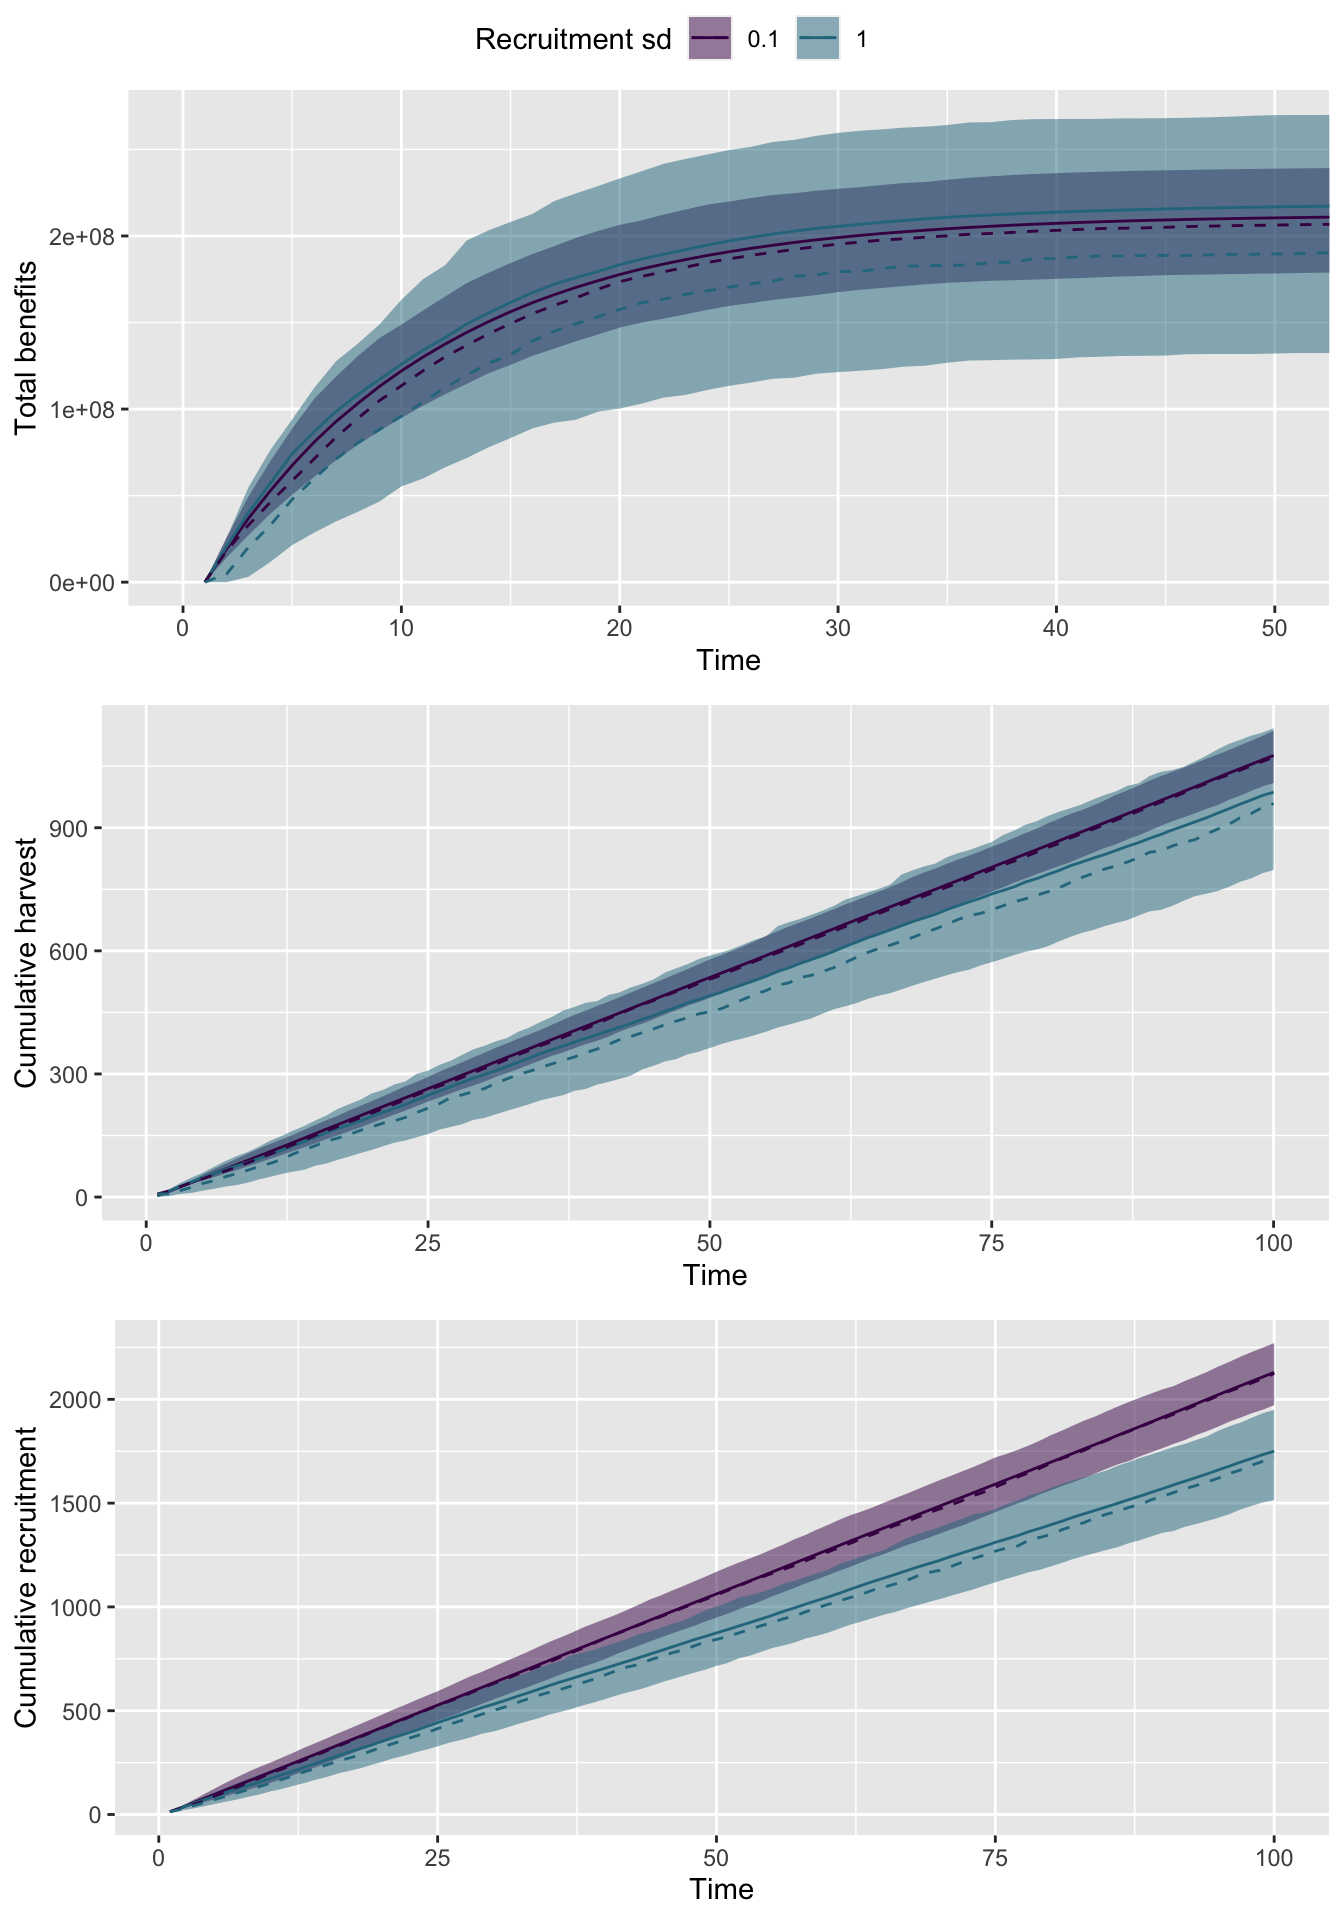 Recruitment sd 0.1 1
Total benefits
2e+08
1e+08
0e+00
0 10 20 30 40 50
Time
Cumulative harvest
900
600
300
0
0 25 50 75 100
Time
Cumulative recruitment
2000
1500
1000
500
0
0 25 50 75 100
Time